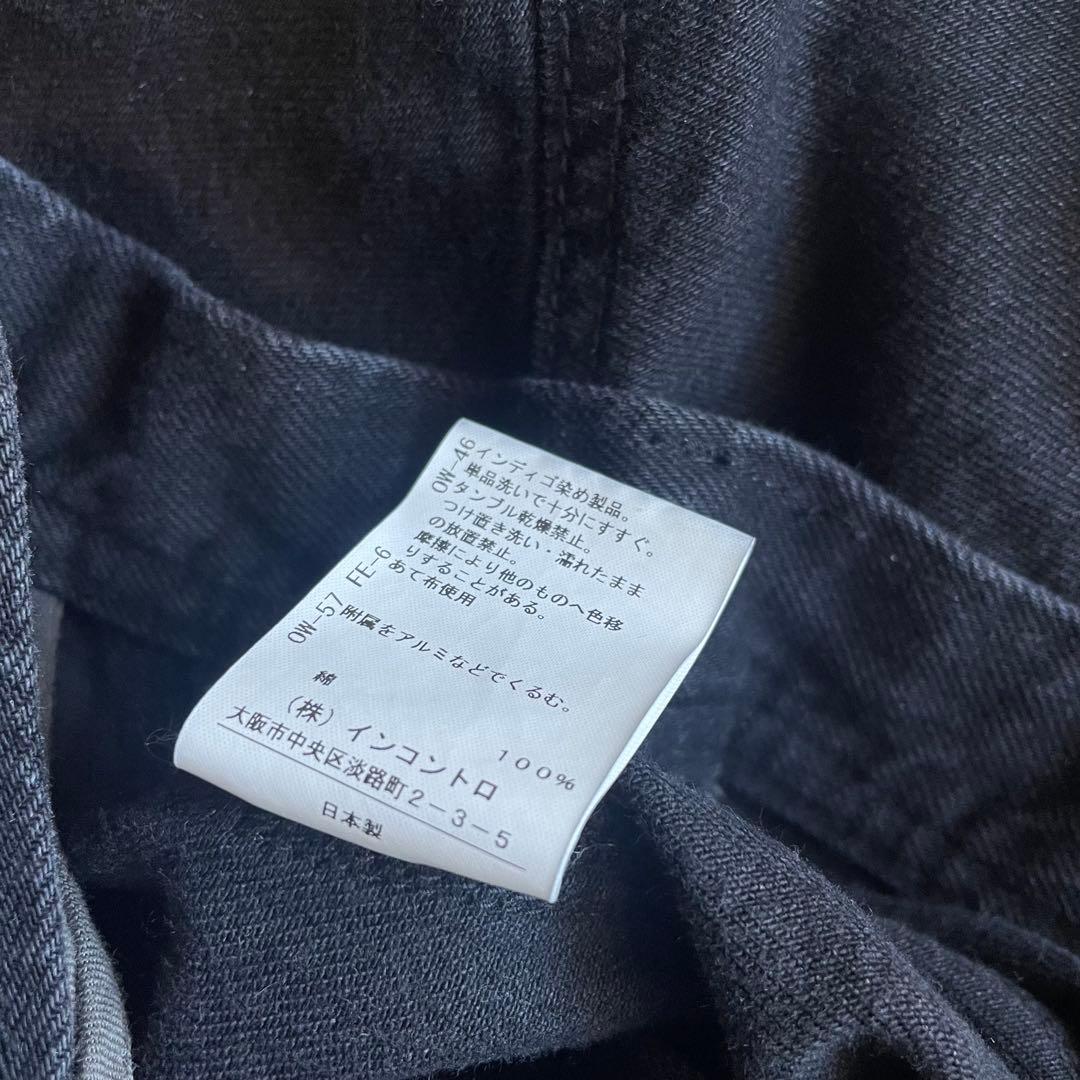 OW-46 インディゴ染め製品。
単品洗いで十分にすすぐ。
OW タンブル乾燥禁止。
つけ置き洗い・濡れたまま
の放置禁止。
摩擦により他のものへ色移
りすることがある。
FE-6 あて布使用
OW-57 附属をアルミなどでくるむ。
綿 100%
(株)インコントロ
大阪市中央区淡路町2-3-5
日本製